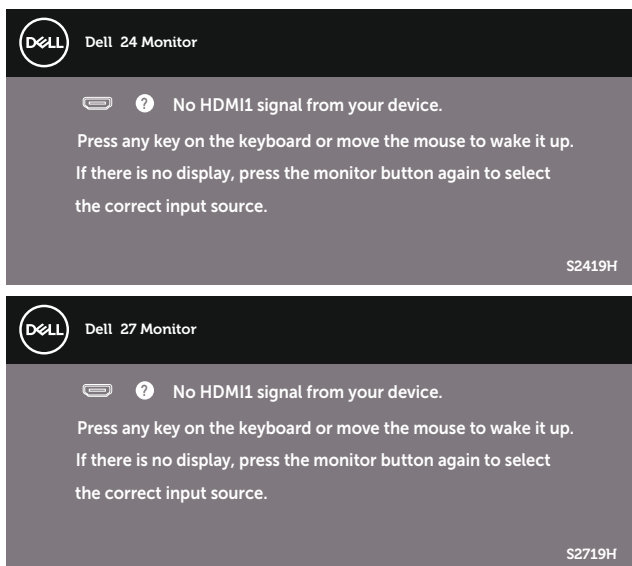 DELL
Dell 24 Monitor
? No HDMI1 signal from your device.
Press any key on the keyboard or move the mouse to wake it up.
If there is no display, press the monitor button again to select
the correct input source.
S2419H
DELL
Dell 27 Monitor
? No HDMI1 signal from your device.
Press any key on the keyboard or move the mouse to wake it up.
If there is no display, press the monitor button again to select
the correct input source.
S2719H